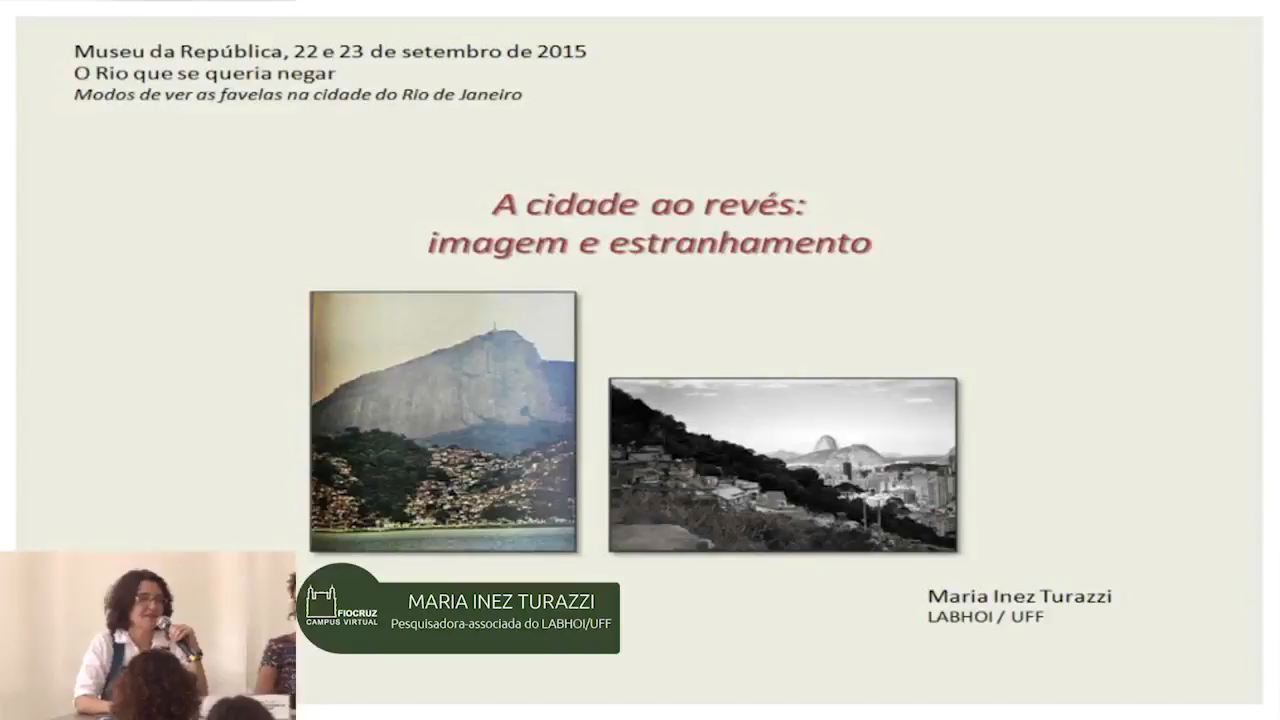 Museu da República, 22 e 23 de setembro de 2015
O Rio que se queria negar
Modos de ver as favelas na cidade do Rio de Janeiro
A cidade ao revés:
imagem e estranhamento
FIOCRUZ
CAMPUS VIRTUAL
MARIA INEZ TURAZZI
Pesquisadora-associada do LABHOI/UFF
Maria Inez Turazzi
LABHOI / UFF